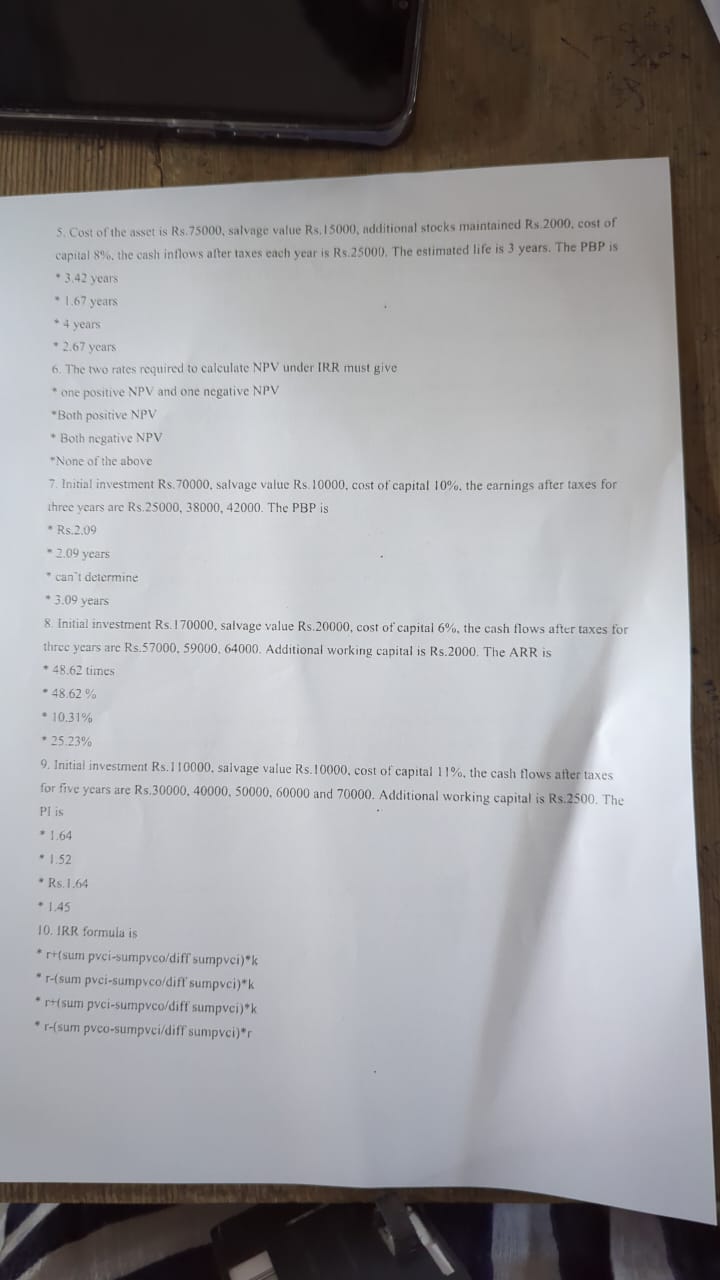 5. Cost of the asset is Rs.75000, salvage value Rs.15000, additional stocks maintained Rs.2000, cost of
capital 8%, the cash inflows after taxes each year is Rs.25000. The estimated life is 3 years. The PBP is
* 3.42 years
* 1.67 years
* 4 years
* 2.67 years
6. The two rates required to calculate NPV under IRR must give
* one positive NPV and one negative NPV
*Both positive NPV
* Both negative NPV
*None of the above
7. Initial investment Rs.70000, salvage value Rs.10000, cost of capital 10%, the earnings after taxes for
three years are Rs.25000, 38000, 42000. The PBP is
* Rs.2.09
* 2.09 years
* can't determine
* 3.09 years
8. Initial investment Rs.170000, salvage value Rs.20000, cost of capital 6%, the cash flows after taxes for
three years are Rs.57000, 59000, 64000. Additional working capital is Rs.2000. The ARR is
* 48.62 times
* 48.62 %
* 10.31%
* 25.23%
9. Initial investment Rs.110000, salvage value Rs.10000, cost of capital 11%, the cash flows after taxes
for five years are Rs.30000, 40000, 50000, 60000 and 70000. Additional working capital is Rs.2500. The
PI is
* 1.64
* 1.52
* Rs.1.64
* 1.45
10. IRR formula is
* r+(sum pvci-sumpvco/diff sumpvci)*k
* r-(sum pvci-sumpvco/diff sumpvci)*k
* r+(sum pvci-sumpvco/diff sumpvci)*k
* r-(sum pvco-sumpvci/diff sumpvci)*r